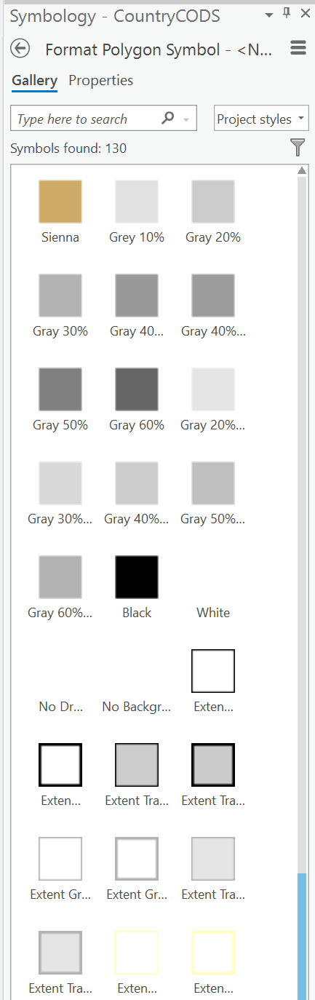 Symbology - CountryCODS
Format Polygon Symbol - <N...
Gallery Properties
Type here to search
Project styles
Symbols found: 130
Sienna Grey 10% Gray 20%
Gray 30% Gray 40... Gray 40%...
Gray 50% Gray 60% Gray 20%...
Gray 30%... Gray 40%... Gray 50%...
Gray 60%... Black White
No Dr... No Backgr... Exten...
Exten... Extent Tra... Extent Tra...
Extent Gr... Extent Gr... Extent Tra...
Extent Tra... Exten... Exten...